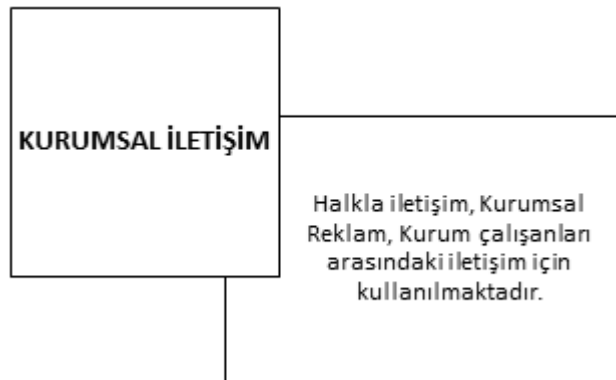 KURUMSAL İLETİŞİM
Halkla iletişim, Kurumsal
Reklam, Kurum çalışanları
arasındaki iletişim için
kullanılmaktadır.